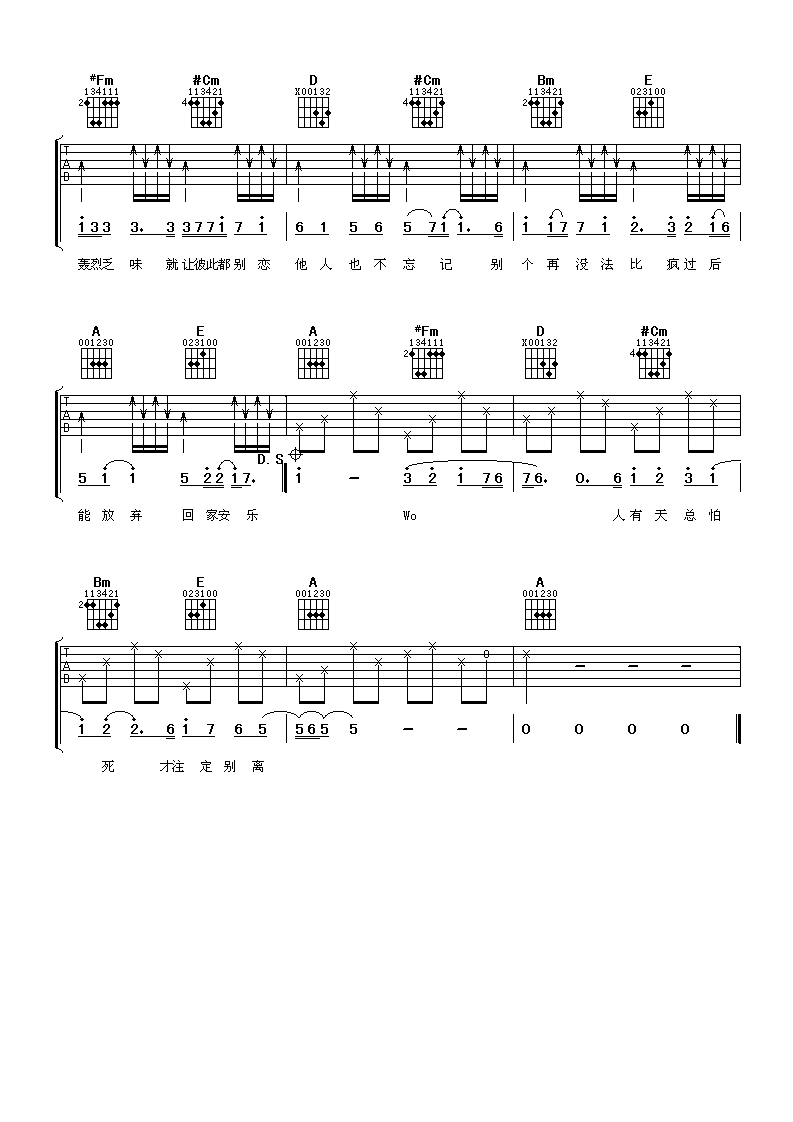 #Fm #Cm D #Cm Bm E
134111 113421 X00132 113421 113421 023100
2 4 4 2
T
A
B
1 3 3 3. 3 3 7 7 1 7 1 6 1 5 6 5 7 1 1. 6 1 1 7 7 1 2. 3 2 1 6
轰烈乏 味 就让彼此都别恋 他人也不忘记 别 个再没法比 疯过后
A E A #Fm D #Cm
001230 023100 001230 134111 X00132 113421
2 4
T
A
B
D.S
5 1 1 5 2 2 1 7. 1 - 3 2 1 7 6 7 6. 0. 6 1 2 3 1
能放弃 回家安乐 Wo 人有天总怕
Bm E A A
113421 023100 001230 001230
2
T
A
B
0
1 2 2. 6 1 7 6 5 5 6 5 5 - - 0 0 0 0
死 才注定别离